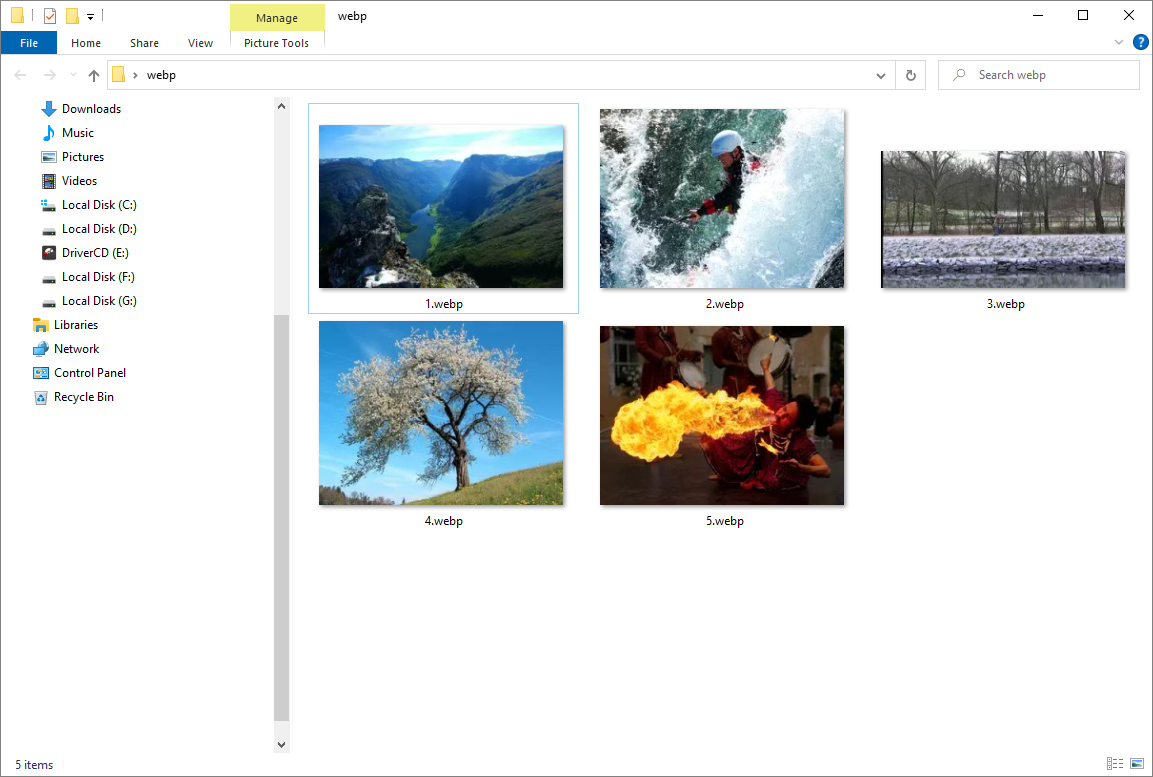 Manage
webp
File
Home
Share
View
Picture Tools
?
webp
Search webp
Downloads
Music
Pictures
Videos
Local Disk (C:)
Local Disk (D:)
DriverCD (E:)
Local Disk (F:)
Local Disk (G:)
Libraries
Network
Control Panel
Recycle Bin
1.webp
2.webp
3.webp
4.webp
5.webp
5 items